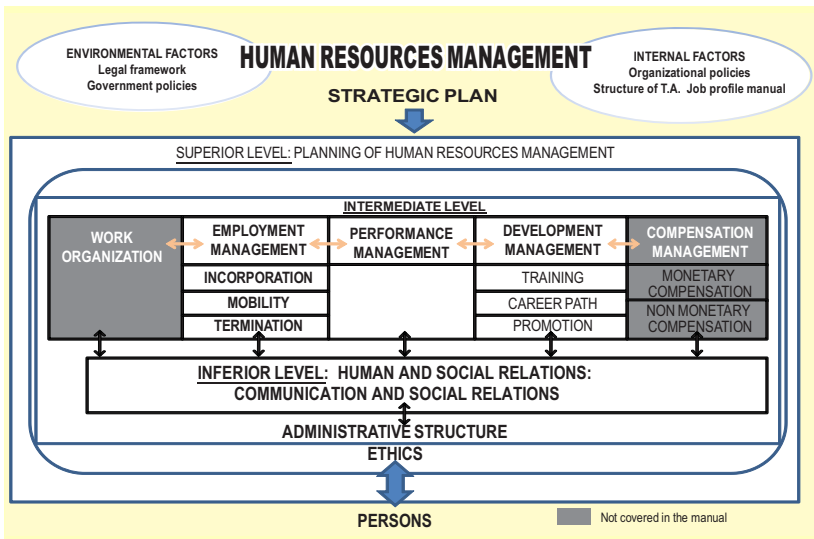 ENVIRONMENTAL FACTORS
Legal framework
Government policies
HUMAN RESOURCES MANAGEMENT
INTERNAL FACTORS
Organizational policies
Structure of T.A. Job profile manual
STRATEGIC PLAN
SUPERIOR LEVEL: PLANNING OF HUMAN RESOURCES MANAGEMENT
INTERMEDIATE LEVEL
WORK
ORGANIZATION
EMPLOYMENT
MANAGEMENT
INCORPORATION
MOBILITY
TERMINATION
PERFORMANCE
MANAGEMENT
DEVELOPMENT
MANAGEMENT
TRAINING
CAREER PATH
PROMOTION
COMPENSATION
MANAGEMENT
MONETARY
COMPENSATION
NON MONETARY
COMPENSATION
INFERIOR LEVEL: HUMAN AND SOCIAL RELATIONS:
COMMUNICATION AND SOCIAL RELATIONS
ADMINISTRATIVE STRUCTURE
ETHICS
PERSONS
Not covered in the manual